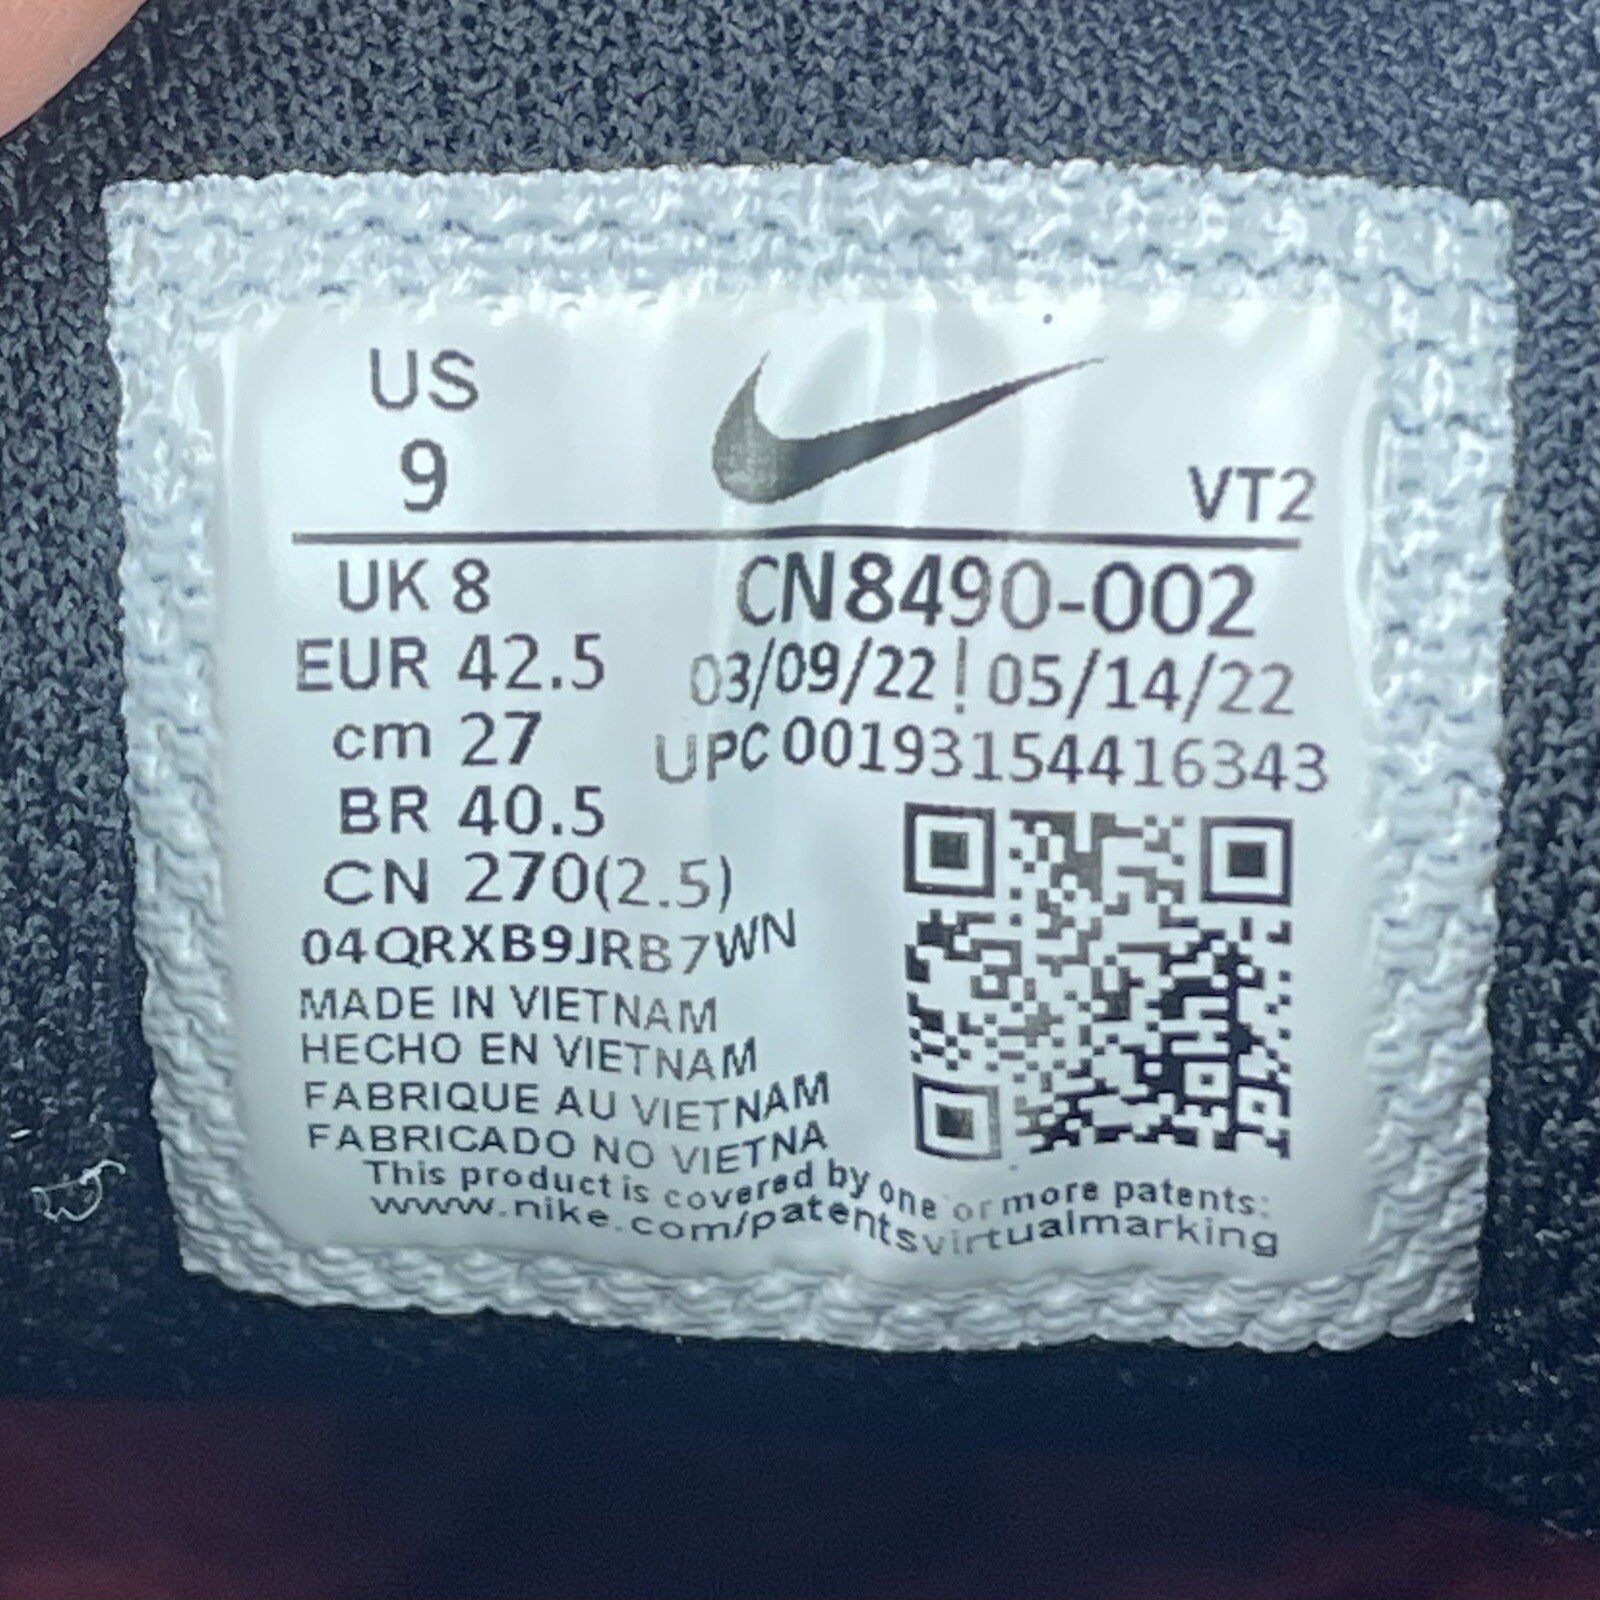 US
9
VT2
UK 8
CN8490-002
EUR 42.5
03/09/22 | 05/14/22
cm 27
UPC 00193154416343
BR 40.5
CN 270(2.5)
04QRXB9JRB7WN
MADE IN VIETNAM
HECHO EN VIETNAM
FABRIQUE AU VIETNAM
FABRICADO NO VIETNA
This product is covered by one or more patents:
www.nike.com/patentsvirtualmarking